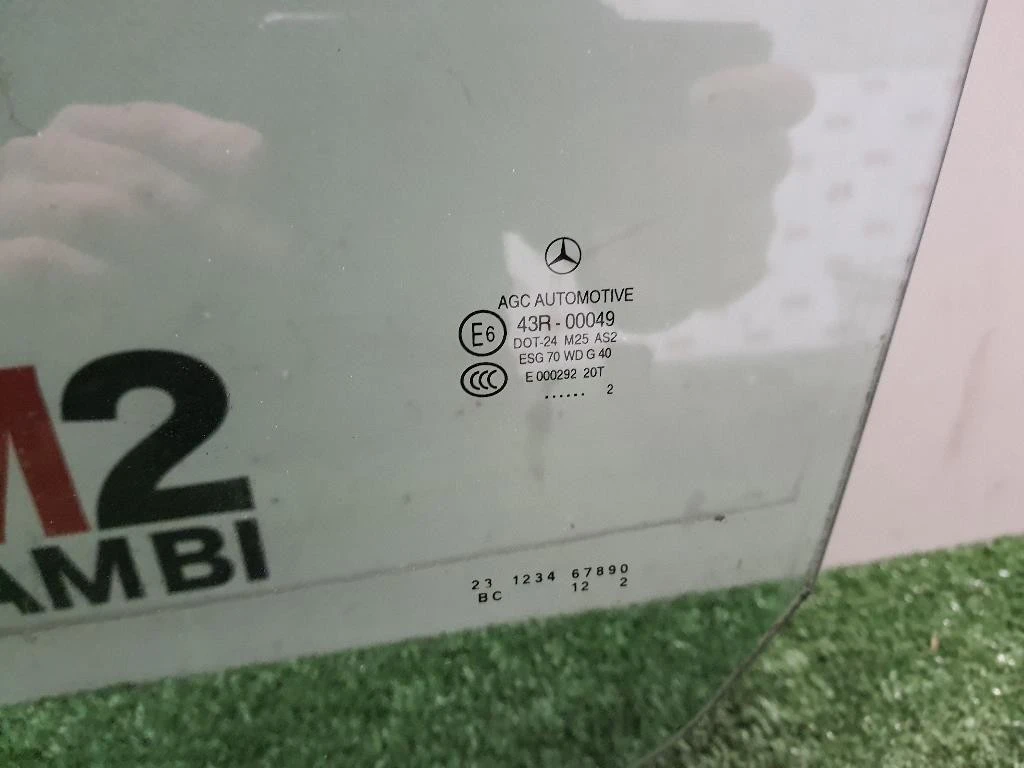 AGC AUTOMOTIVE
E6 43R - 00049
DOT-24 M25 AS2
ESG 70 WD G 40
CCC E 000292 20T
...... 2
M2
AMBI
23 1234 67890
BC 12 2